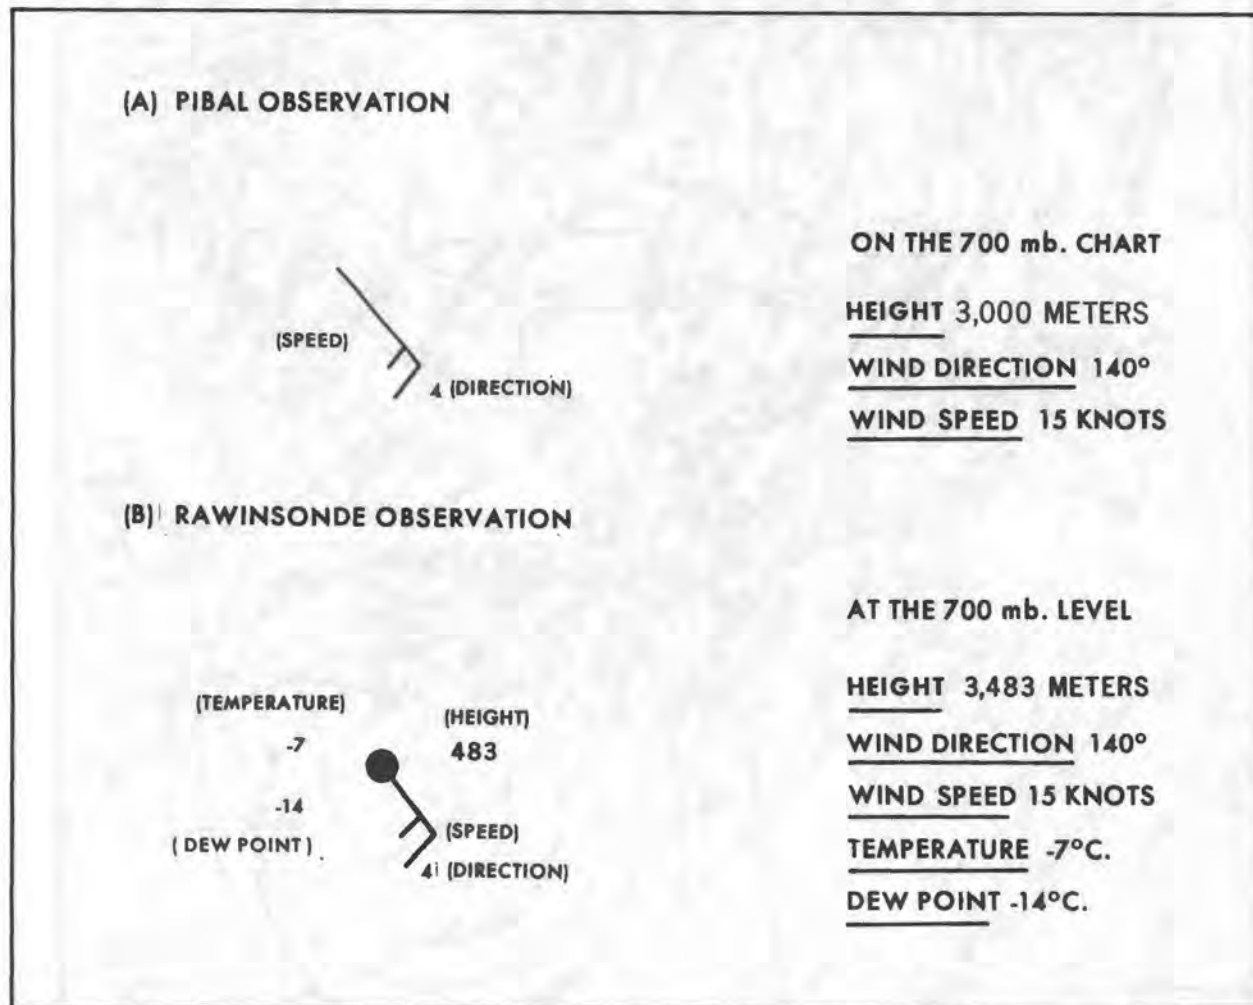 (A) PIBAL OBSERVATION
ON THE 700 mb. CHART
HEIGHT 3,000 METERS
(SPEED)
WIND DIRECTION 140°
4 (DIRECTION)
WIND SPEED 15 KNOTS
(B) RAWINSONDE OBSERVATION
AT THE 700 mb. LEVEL
(TEMPERATURE)
HEIGHT 3,483 METERS
(HEIGHT)
-7
483
WIND DIRECTION 140°
-14
WIND SPEED 15 KNOTS
(SPEED)
(DEW POINT)
TEMPERATURE -7°C.
4 (DIRECTION)
DEW POINT -14°C.